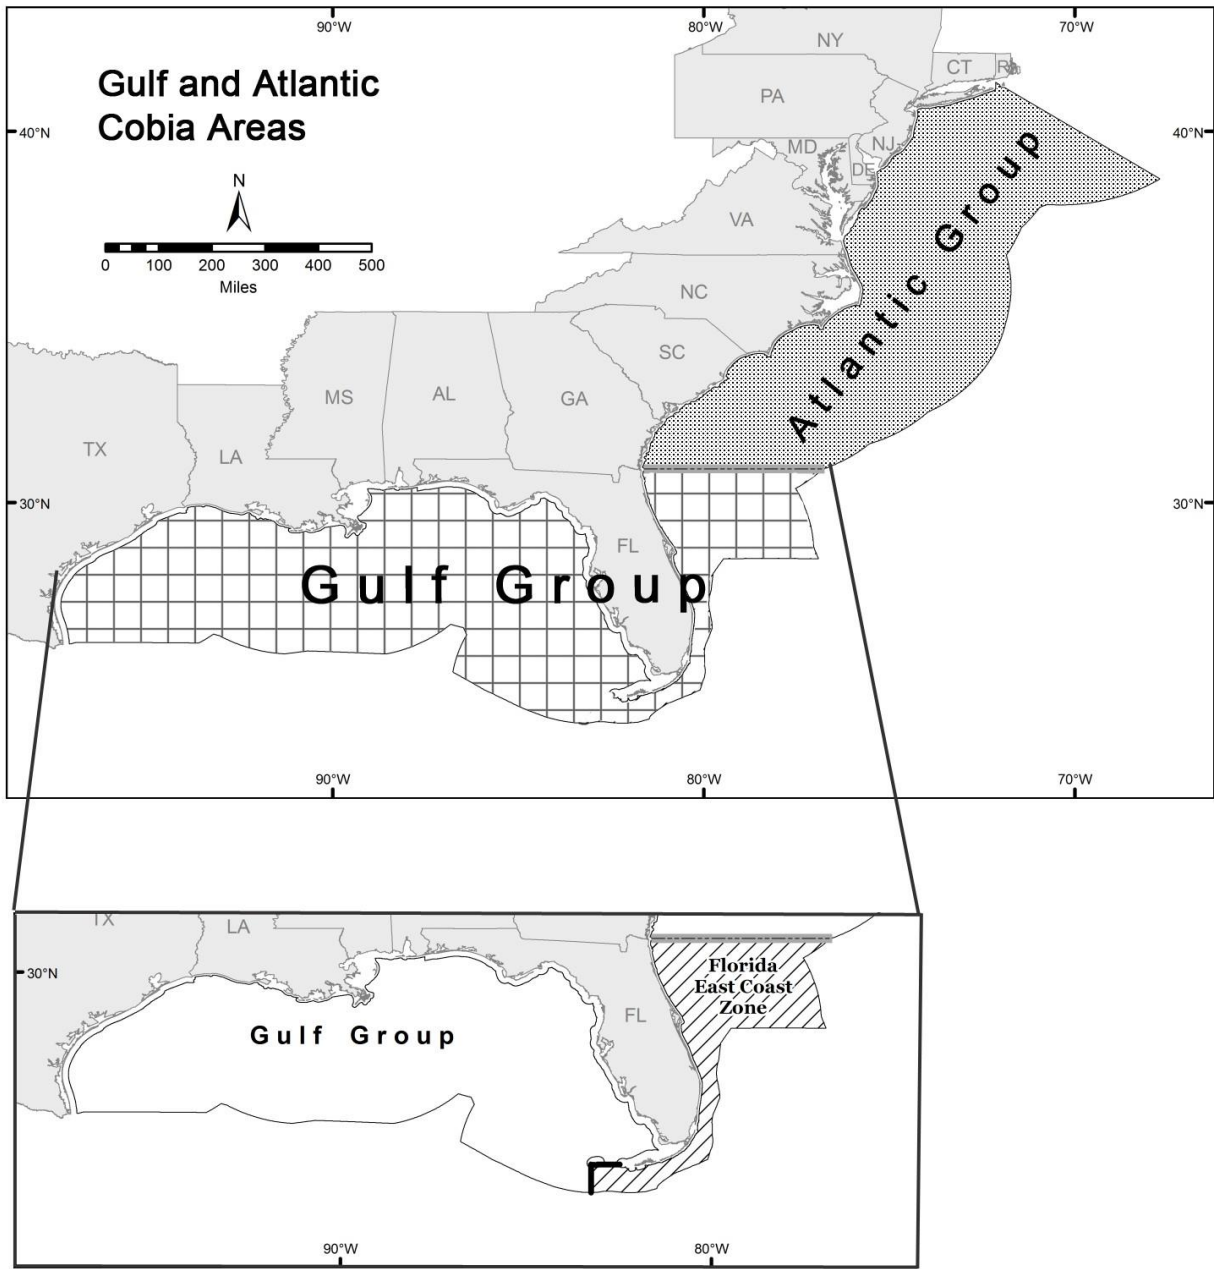 90°W 80°W 70°W
NY
Gulf and Atlantic
Cobia Areas
CT
PA
40°N 40°N
MD NJ
DE
N
VA
0 100 200 300 400 500
Miles
NC
Atlantic Group
SC
MS AL GA
TX LA
30°N 30°N
FL
Gulf Group
90°W 80°W 70°W
TX LA
30°N
Florida
East Coast
Zone
FL
Gulf Group
90°W 80°W